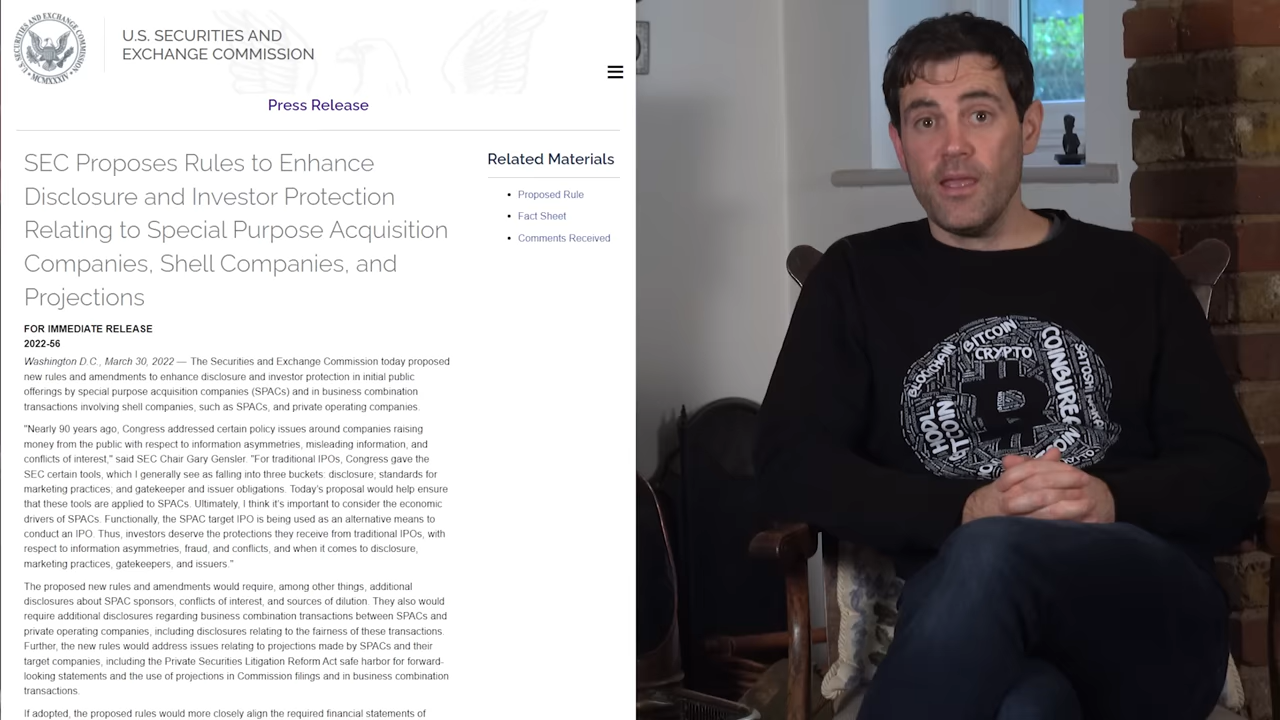 U.S. SECURITIES AND
EXCHANGE COMMISSION
Press Release
SEC Proposes Rules to Enhance
Disclosure and Investor Protection
Relating to Special Purpose Acquisition
Companies, Shell Companies, and
Projections
FOR IMMEDIATE RELEASE
2022-56
Washington D.C., March 30, 2022 — The Securities and Exchange Commission today proposed
new rules and amendments to enhance disclosure and investor protection in initial public
offerings by special purpose acquisition companies (SPACs) and in business combination
transactions involving shell companies, such as SPACs, and private operating companies.
"Nearly 90 years ago, Congress addressed certain policy issues around companies raising
money from the public with respect to information asymmetries, misleading information, and
conflicts of interest," said SEC Chair Gary Gensler. "For traditional IPOs, Congress gave the
SEC certain tools, which I generally see as falling into three buckets: disclosure; standards for
marketing practices; and gatekeeper and issuer obligations. Today's proposal would help ensure
that these tools are applied to SPACs. Ultimately, I think it's important to consider the economic
drivers of SPACs. Functionally, the SPAC target IPO is being used as an alternative means to
conduct an IPO. Thus, investors deserve the protections they receive from traditional IPOs, with
respect to information asymmetries, fraud, and conflicts, and when it comes to disclosure,
marketing practices, gatekeepers, and issuers."
The proposed new rules and amendments would require, among other things, additional
disclosures about SPAC sponsors, conflicts of interest, and sources of dilution. They also would
require additional disclosures regarding business combination transactions between SPACs and
private operating companies, including disclosures relating to the fairness of these transactions.
Further, the new rules would address issues relating to projections made by SPACs and their
target companies, including the Private Securities Litigation Reform Act safe harbor for forward-
looking statements and the use of projections in Commission filings and in business combination
transactions.
If adopted, the proposed rules would more closely align the required financial statements of
Related Materials
• Proposed Rule
• Fact Sheet
• Comments Received
U.S. SECURITIES AND EXCHANGE COMMISSION
MCMXXXIV
BITCOIN
CRYPTO
BLOCKCHAIN
COINBUREAU
SATOSHI
HODL
BITCOIN